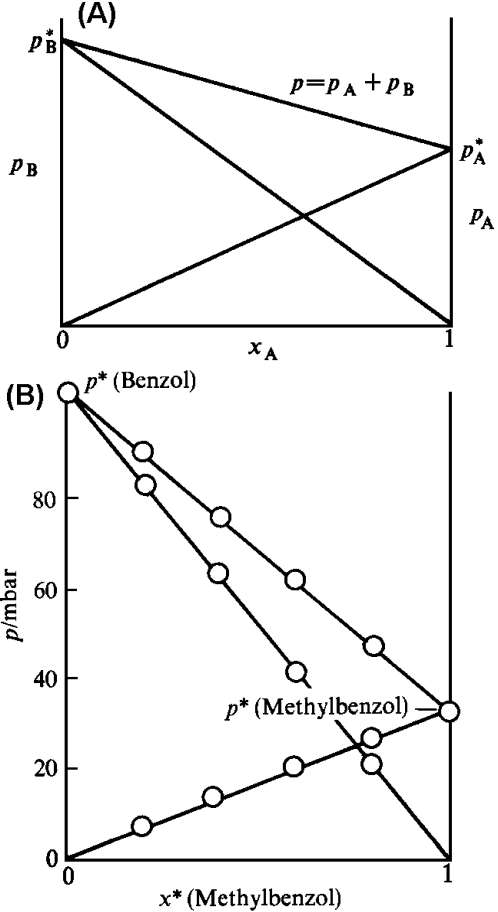 (A)
p*B
p=pA + pB
p*A
pB
pA
0
1
xA
(B)
p* (Benzol)
80
60
p/mbar
40
p* (Methylbenzol)
20
0
0
1
x* (Methylbenzol)